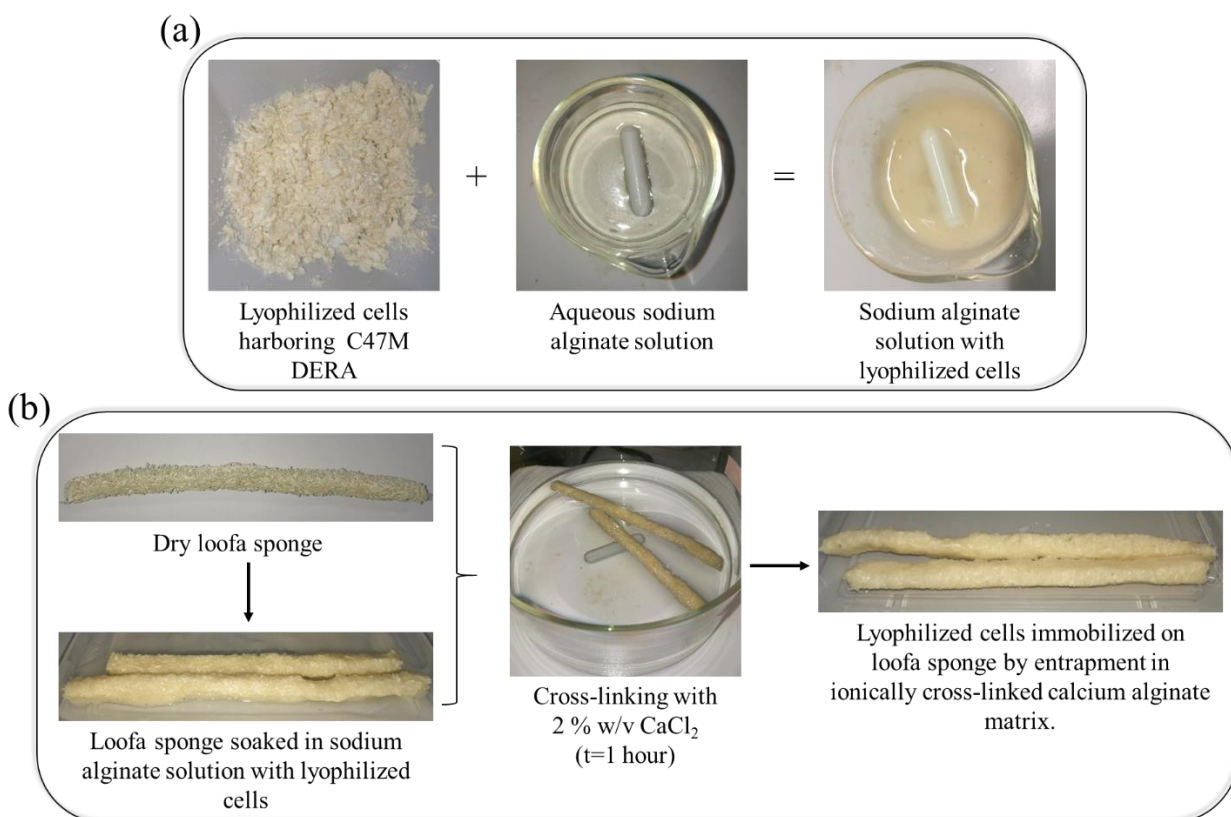 (a)
Lyophilized cells
harboring C47M
DERA
+
Aqueous sodium
alginate solution
=
Sodium alginate
solution with
lyophilized cells
(b)
Dry loofa sponge
Loofa sponge soaked in sodium
alginate solution with lyophilized
cells
Cross-linking with
2 % w/v CaCl₂
(t=1 hour)
Lyophilized cells immobilized on
loofa sponge by entrapment in
ionically cross-linked calcium alginate
matrix.